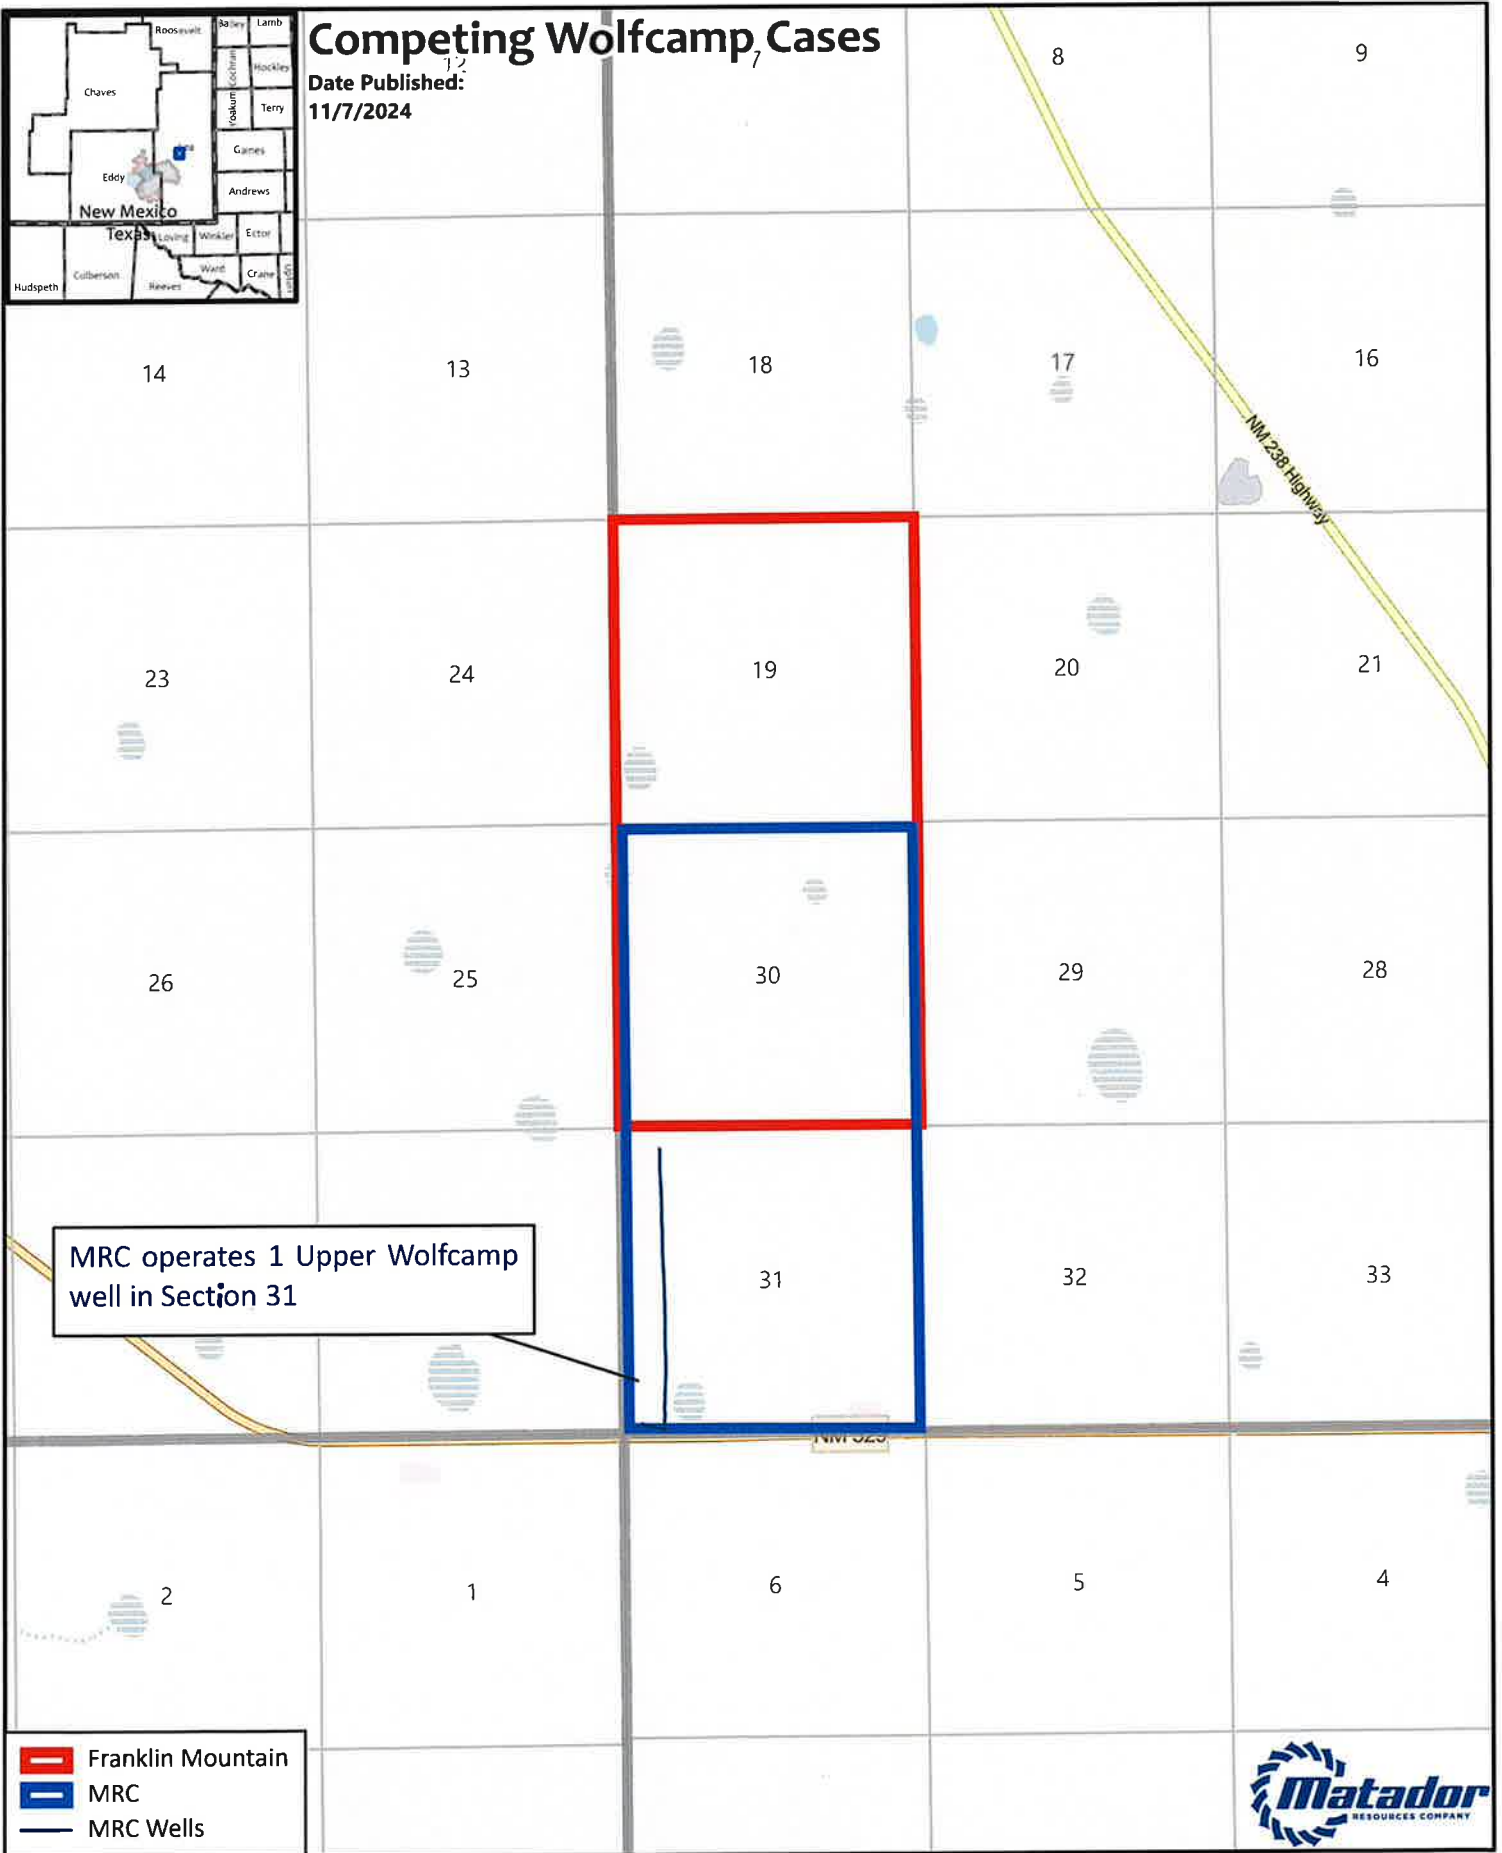 Competing Wolfcamp Cases
Date Published:
11/7/2024
Roosevelt
Bailey
Lamb
Chaves
Cochran
Hockley
Yoakum
Terry
Lea
Gaines
Eddy
Andrews
New Mexico
Texas
Loving
Winkler
Ector
Hudspeth
Culberson
Reeves
Ward
Crane
Upton
12
7
8
9
14
13
18
17
16
NM 238 Highway
23
24
19
20
21
26
25
30
29
28
MRC operates 1 Upper Wolfcamp
well in Section 31
31
32
33
2
1
6
5
4
Franklin Mountain
MRC
MRC Wells
Matador
RESOURCES COMPANY